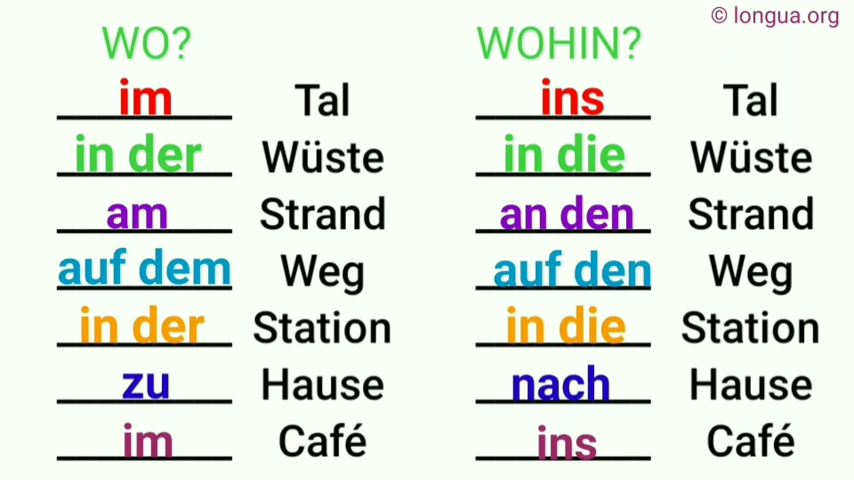 © longua.org
WO? WOHIN?
im Tal ins Tal
in der Wüste in die Wüste
am Strand an den Strand
auf dem Weg auf den Weg
in der Station in die Station
zu Hause nach Hause
im Café ins Café